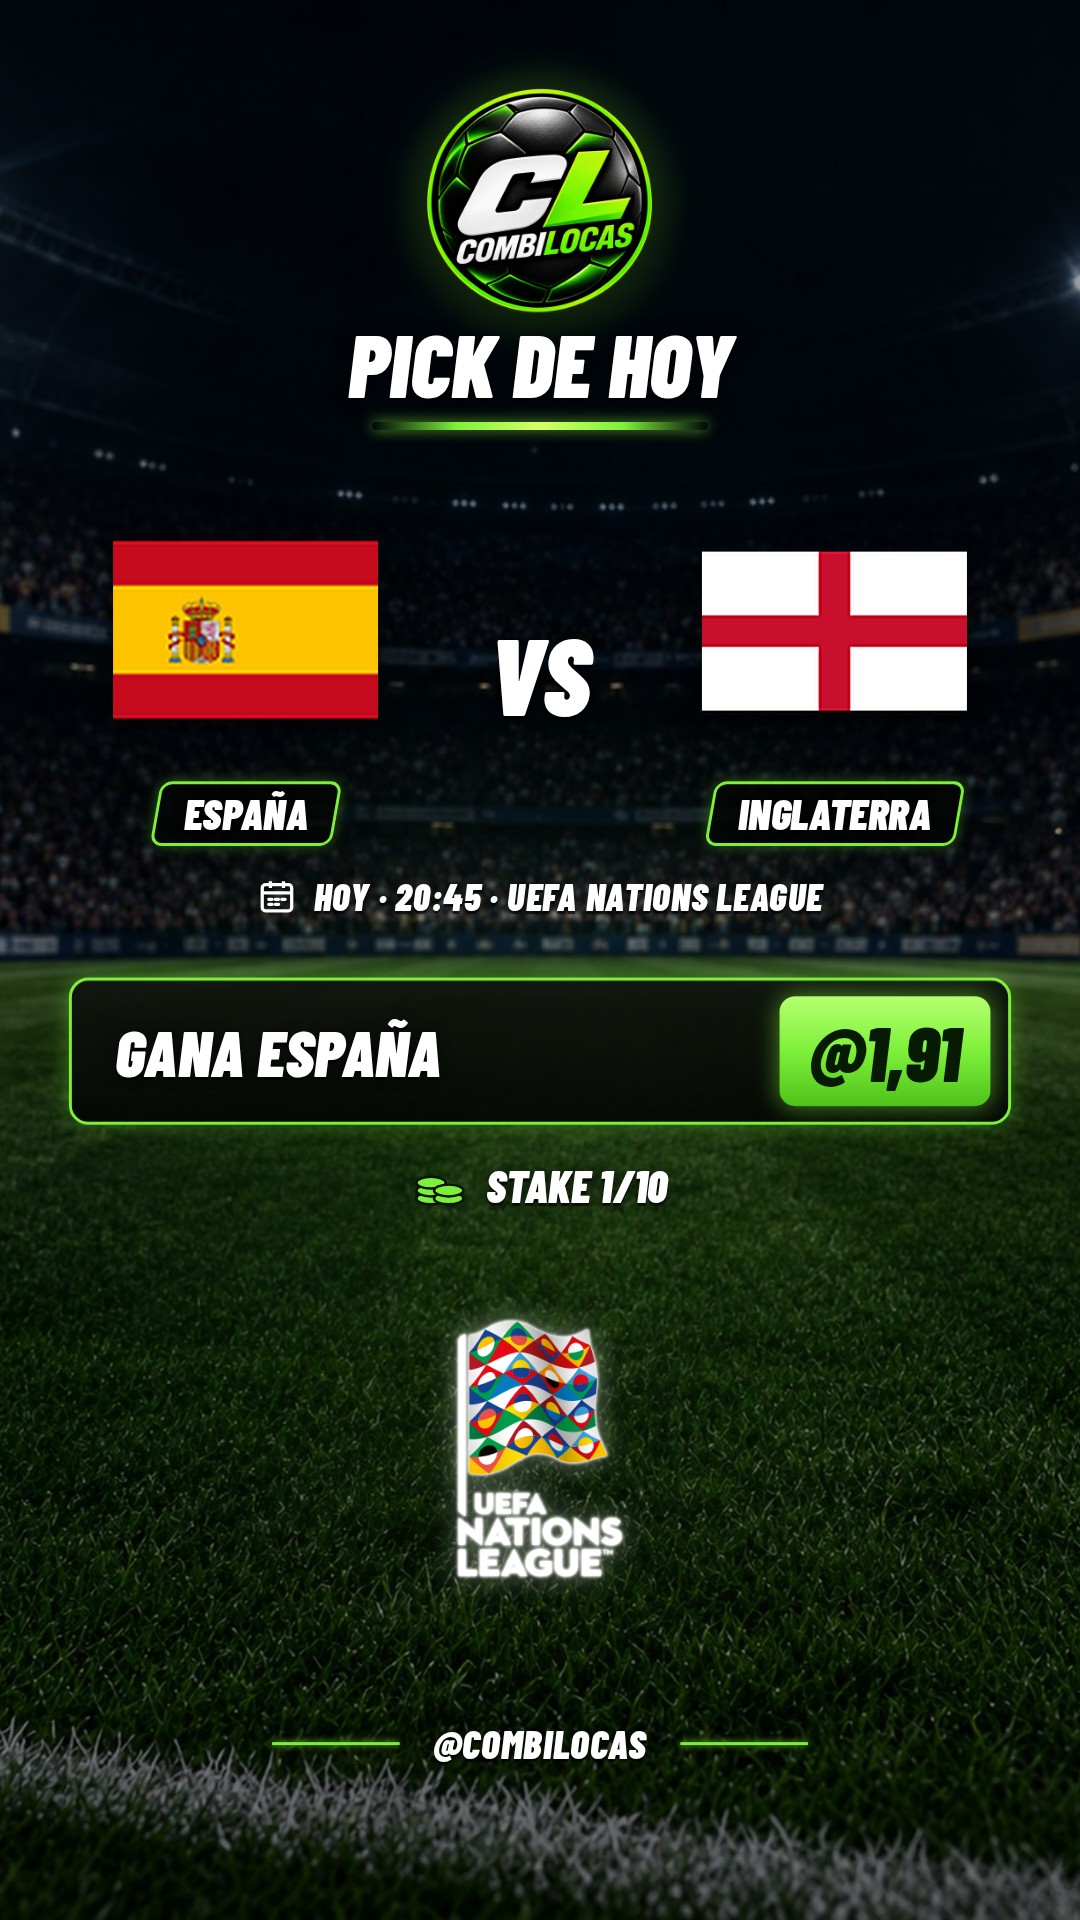 CL
COMBILOCAS
PICK DE HOY
VS
ESPAÑA
INGLATERRA
HOY · 20:45 · UEFA NATIONS LEAGUE
GANA ESPAÑA
@1,91
STAKE 1/10
UEFA
NATIONS
LEAGUE™
@COMBILOCAS